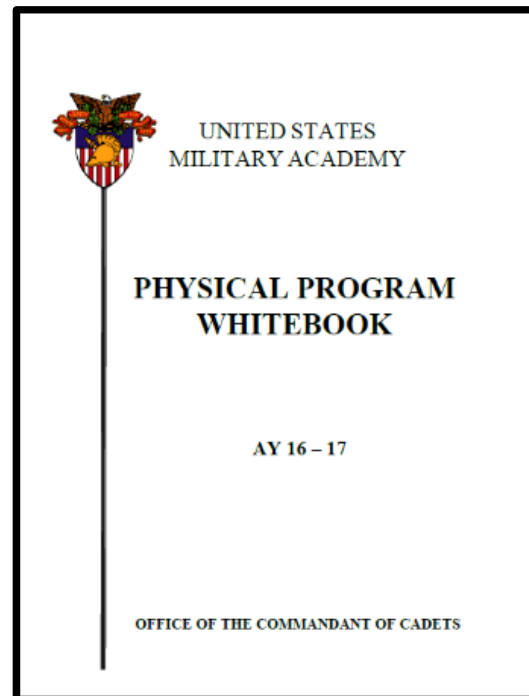 UNITED STATES
MILITARY ACADEMY
PHYSICAL PROGRAM
WHITEBOOK
AY 16 – 17
OFFICE OF THE COMMANDANT OF CADETS